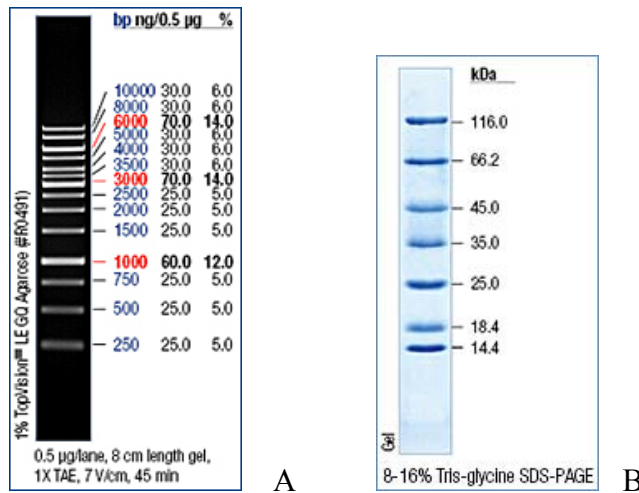 bp ng/0.5 µg %
10000 30.0 6.0
8000 30.0 6.0
6000 70.0 14.0
5000 30.0 6.0
4000 30.0 6.0
3500 30.0 6.0
3000 70.0 14.0
2500 25.0 5.0
2000 25.0 5.0
1500 25.0 5.0
1000 60.0 12.0
750 25.0 5.0
500 25.0 5.0
250 25.0 5.0
1% TopVision™ LE GQ Agarose (#R0491)
0.5 µg/lane, 8 cm length gel,
1X TAE, 7 V/cm, 45 min
A
kDa
116.0
66.2
45.0
35.0
25.0
18.4
14.4
Gel
8-16% Tris-glycine SDS-PAGE
B